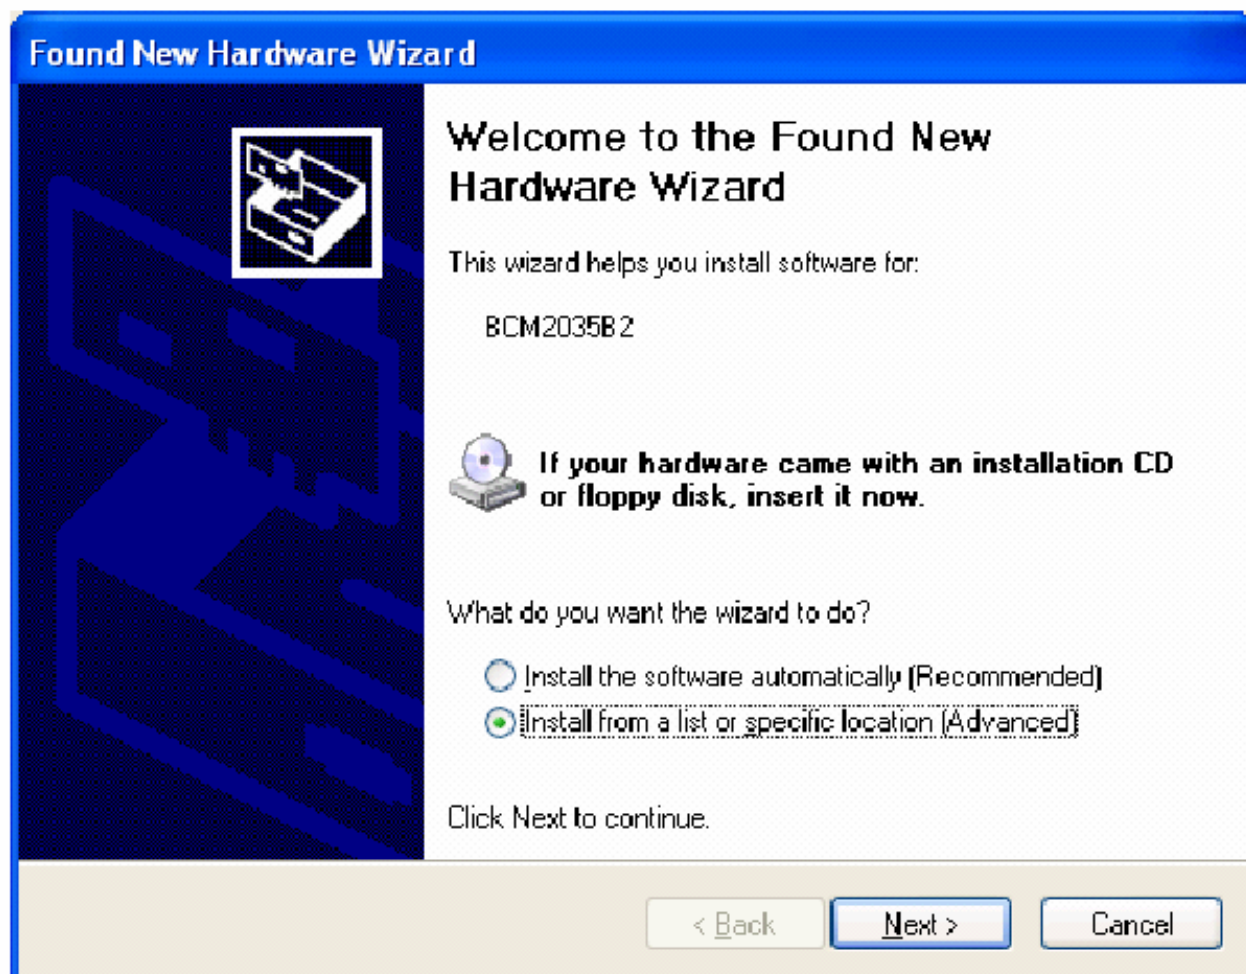 Found New Hardware Wizard
Welcome to the Found New
Hardware Wizard
This wizard helps you install software for:
BCM2035B2
If your hardware came with an installation CD
or floppy disk, insert it now.
What do you want the wizard to do?
Install the software automatically (Recommended)
Install from a list or specific location (Advanced)
Click Next to continue.
< Back
Next >
Cancel